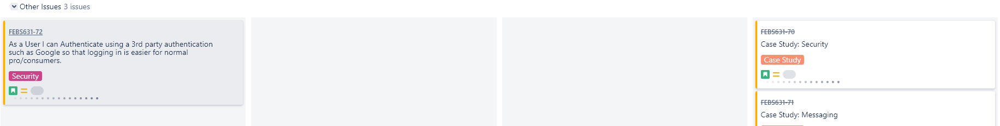 Other Issues 3 issues
FEBS631-72
As a User I can Authenticate using a 3rd party authentication
such as Google so that logging in is easier for normal
pro/consumers.
Security
FEBS631-70
Case Study: Security
Case Study
FEBS631-71
Case Study: Messaging